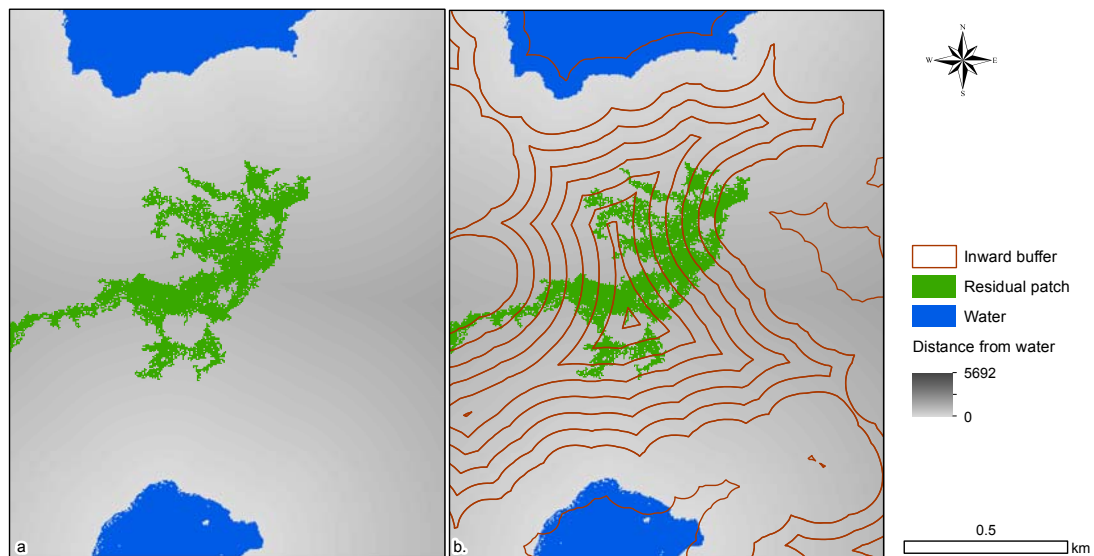 N
W E
S
Inward buffer
Residual patch
Water
Distance from water
5692
0
0.5
km
a
b.